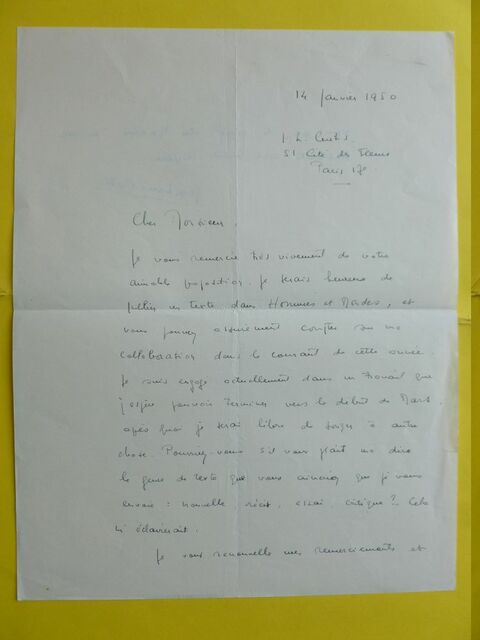 14 Janvier 1950
J. L. Curtis.
51 Cité des Fleurs
Paris 17e
Cher Monsieur,
Je vous remercie très vivement de votre
aimable proposition. Je serais heureux de
publier un texte dans Hommes et Mondes, et
vous pouvez assurément compter sur ma
collaboration dans le courant de cette année.
Je suis engagé actuellement dans un travail que
j'espère pouvoir terminer vers le début de Mars
après quoi je serai libre de songer à autre
chose. Pourriez-vous s'il vous plaît me dire
le genre de texte que vous aimeriez que je vous
envoie : nouvelle, récit, essai, critique ? Cela
m'éclairerait.
Je vous renouvelle mes remerciements et